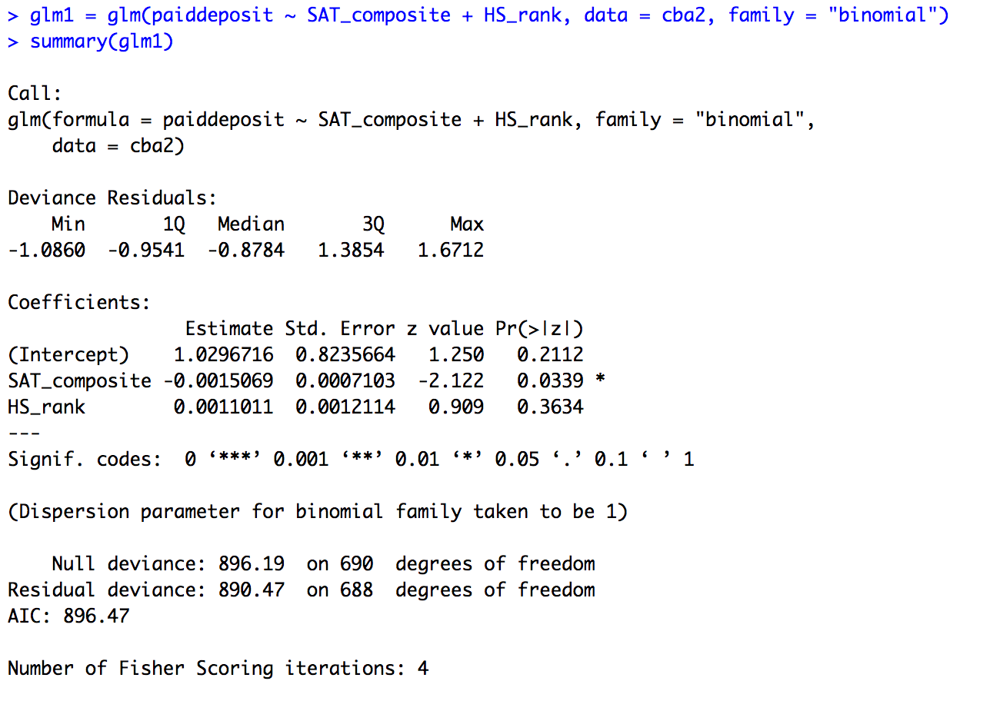 > glm1 = glm(paiddeposit ~ SAT_composite + HS_rank, data = cba2, family = "binomial")
> summary(glm1)
Call:
glm(formula = paiddeposit ~ SAT_composite + HS_rank, family = "binomial",
    data = cba2)
Deviance Residuals:
    Min       1Q   Median       3Q      Max
-1.0860  -0.9541  -0.8784   1.3854   1.6712
Coefficients:
                Estimate Std. Error z value Pr(>|z|)
(Intercept)    1.0296716  0.8235664   1.250   0.2112
SAT_composite -0.0015069  0.0007103  -2.122   0.0339 *
HS_rank        0.0011011  0.0012114   0.909   0.3634
---
Signif. codes:  0 ‘***’ 0.001 ‘**’ 0.01 ‘*’ 0.05 ‘.’ 0.1 ‘ ’ 1
(Dispersion parameter for binomial family taken to be 1)
    Null deviance: 896.19  on 690  degrees of freedom
Residual deviance: 890.47  on 688  degrees of freedom
AIC: 896.47
Number of Fisher Scoring iterations: 4